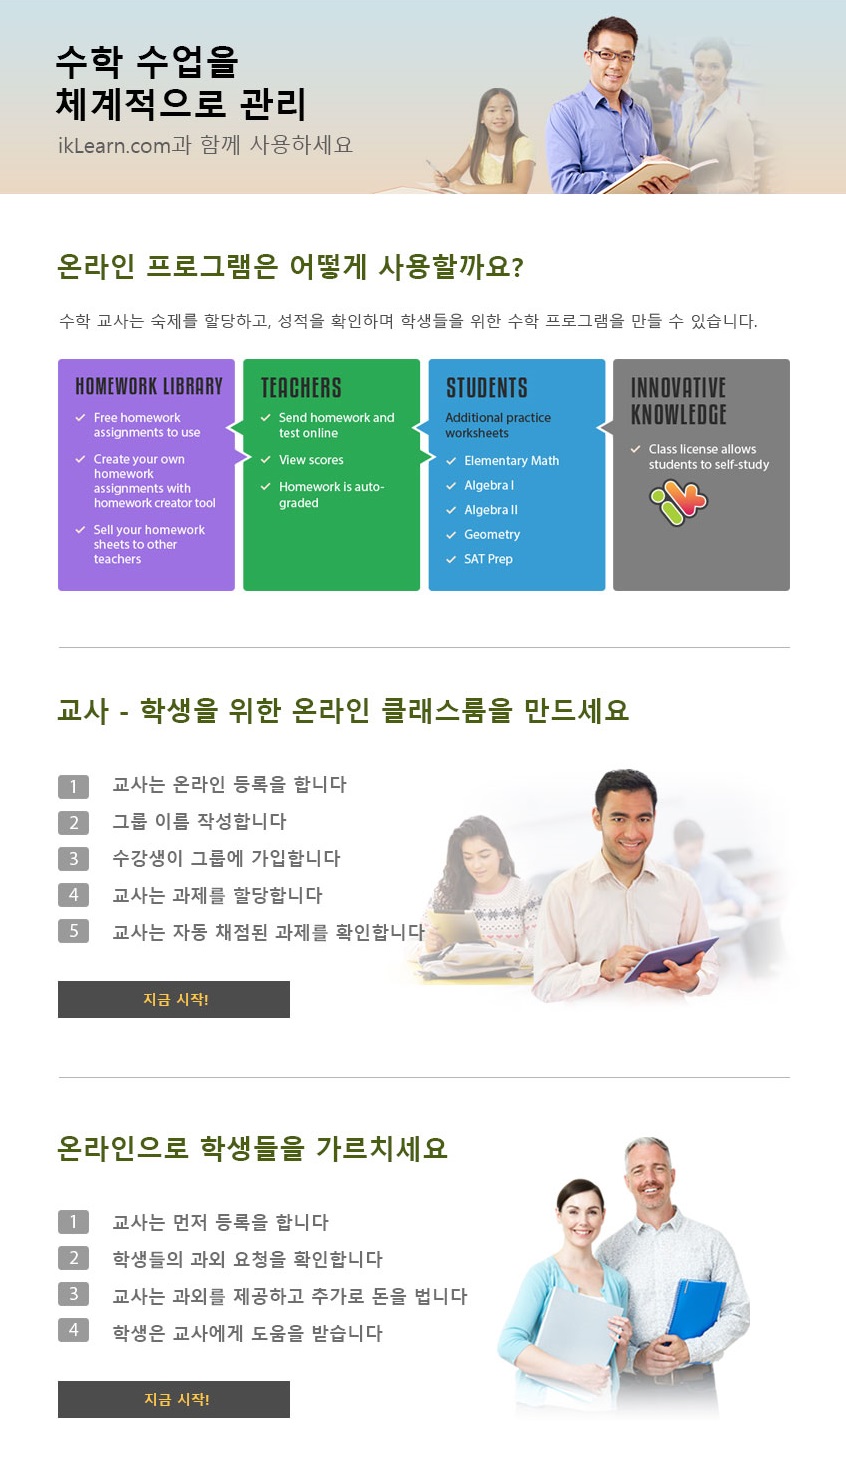 수학 수업을
체계적으로 관리
ikLearn.com과 함께 사용하세요
온라인 프로그램은 어떻게 사용할까요?
수학 교사는 숙제를 할당하고, 성적을 확인하며 학생들을 위한 수학 프로그램을 만들 수 있습니다.
HOMEWORK LIBRARY
Free homework
assignments to use
Create your own
homework
assignments with
homework creator tool
Sell your homework
sheets to other
teachers
TEACHERS
Send homework and
test online
View scores
Homework is auto-
graded
STUDENTS
Additional practice
worksheets
Elementary Math
Algebra I
Algebra II
Geometry
SAT Prep
INNOVATIVE
KNOWLEDGE
Class license allows
students to self-study
교사 - 학생을 위한 온라인 클래스룸을 만드세요
1 교사는 온라인 등록을 합니다
2 그룹 이름 작성합니다
3 수강생이 그룹에 가입합니다
4 교사는 과제를 할당합니다
5 교사는 자동 채점된 과제를 확인합니다
지금 시작!
온라인으로 학생들을 가르치세요
1 교사는 먼저 등록을 합니다
2 학생들의 과외 요청을 확인합니다
3 교사는 과외를 제공하고 추가로 돈을 법니다
4 학생은 교사에게 도움을 받습니다
지금 시작!